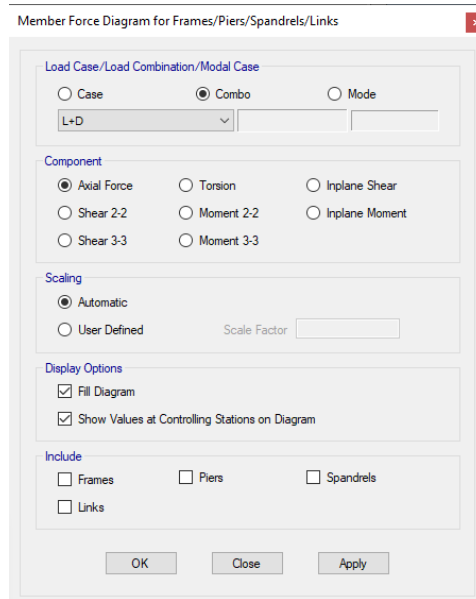 Member Force Diagram for Frames/Piers/Spandrels/Links
Load Case/Load Combination/Modal Case
Case Combo Mode
L+D
Component
Axial Force Torsion Inplane Shear
Shear 2-2 Moment 2-2 Inplane Moment
Shear 3-3 Moment 3-3
Scaling
Automatic
User Defined Scale Factor
Display Options
Fill Diagram
Show Values at Controlling Stations on Diagram
Include
Frames Piers Spandrels
Links
OK Close Apply